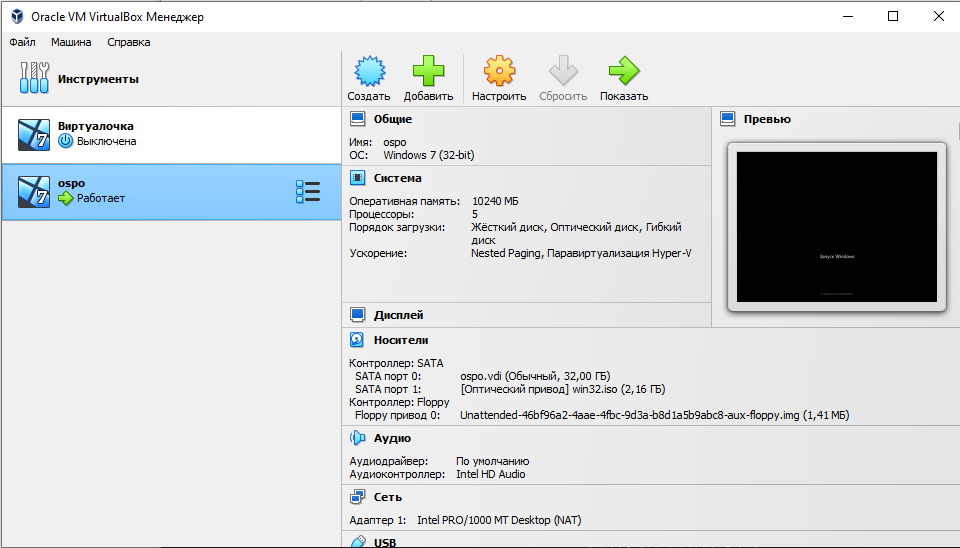 Oracle VM VirtualBox Менеджер
Файл Машина Справка
Инструменты
Виртуалочка
Выключена
ospo
Работает
Создать Добавить Настроить Сбросить Показать
Общие
Имя: ospo
ОС: Windows 7 (32-bit)
Система
Оперативная память: 10240 МБ
Процессоры: 5
Порядок загрузки: Жёсткий диск, Оптический диск, Гибкий
диск
Ускорение: Nested Paging, Паравиртуализация Hyper-V
Превью
Запуск Windows
Дисплей
Носители
Контроллер: SATA
SATA порт 0: ospo.vdi (Обычный, 32,00 ГБ)
SATA порт 1: [Оптический привод] win32.iso (2,16 ГБ)
Контроллер: Floppy
Floppy привод 0: Unattended-46bf96a2-4aae-4fbc-9d3a-b8d1a5b9abc8-aux-floppy.img (1,41 МБ)
Аудио
Аудиодрайвер: По умолчанию
Аудиоконтроллер: Intel HD Audio
Сеть
Адаптер 1: Intel PRO/1000 MT Desktop (NAT)
USB